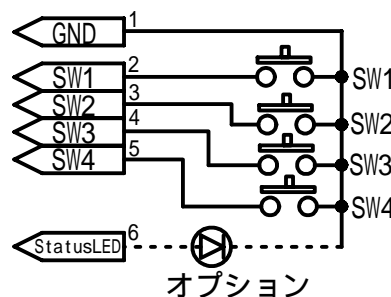 GND 1
SW1 2 SW1
SW2 3 SW2
SW3 4 SW3
SW4 5 SW4
StatusLED 6
オプション